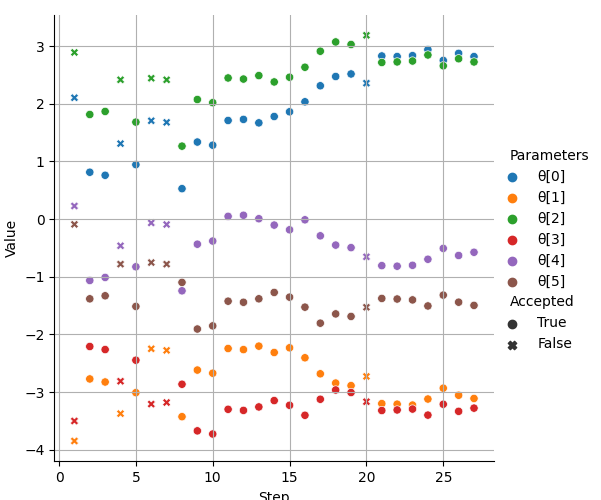 3
2
1
0
−1
−2
−3
−4
Value
0
5
10
15
20
25
Step
Parameters
θ[0]
θ[1]
θ[2]
θ[3]
θ[4]
θ[5]
Accepted
True
False